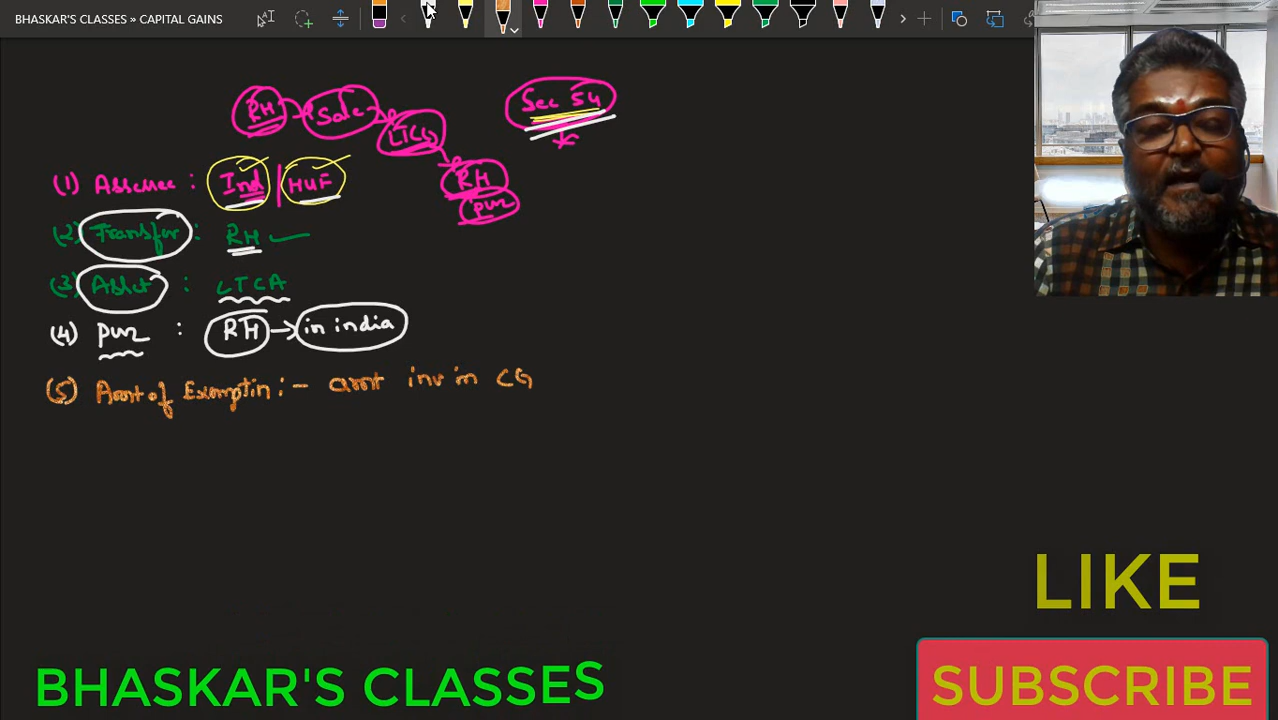 BHASKAR'S CLASSES » CAPITAL GAINS
RH Sale LTCG RH pur
Sec 54
(1) Assessee : Ind | HUF
(2) Transfer : RH
(3) Asset : LTCA
(4) pur : RH → in india
(5) Amt of Exemptin :- amt inv in CG
LIKE
BHASKAR'S CLASSES
SUBSCRIBE